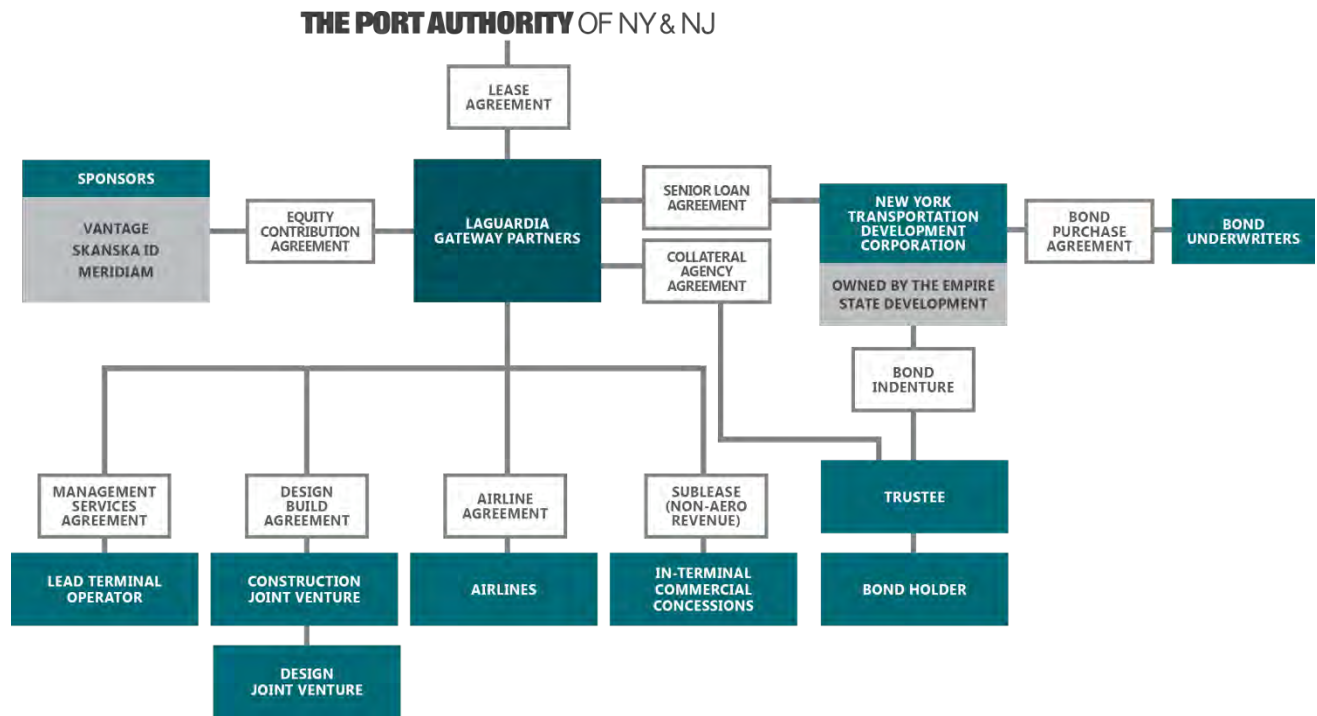 THE PORT AUTHORITY OF NY & NJ
LEASE
AGREEMENT
SPONSORS
VANTAGE
SKANSKA ID
MERIDIAM
EQUITY
CONTRIBUTION
AGREEMENT
LAGUARDIA
GATEWAY PARTNERS
SENIOR LOAN
AGREEMENT
COLLATERAL
AGENCY
AGREEMENT
NEW YORK
TRANSPORTATION
DEVELOPMENT
CORPORATION
OWNED BY THE EMPIRE
STATE DEVELOPMENT
BOND
PURCHASE
AGREEMENT
BOND
UNDERWRITERS
BOND
INDENTURE
MANAGEMENT
SERVICES
AGREEMENT
DESIGN
BUILD
AGREEMENT
AIRLINE
AGREEMENT
SUBLEASE
(NON-AERO
REVENUE)
TRUSTEE
LEAD TERMINAL
OPERATOR
CONSTRUCTION
JOINT VENTURE
AIRLINES
IN-TERMINAL
COMMERCIAL
CONCESSIONS
BOND HOLDER
DESIGN
JOINT VENTURE